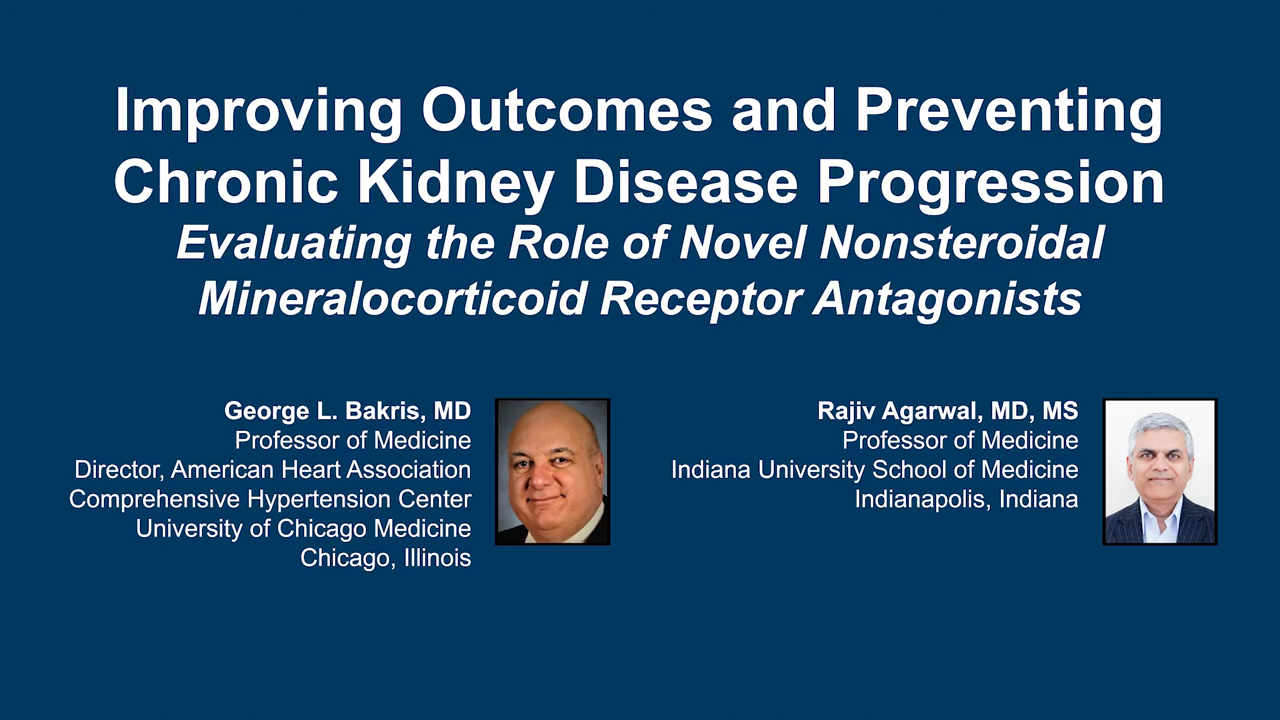 Improving Outcomes and Preventing
Chronic Kidney Disease Progression
Evaluating the Role of Novel Nonsteroidal
Mineralocorticoid Receptor Antagonists
George L. Bakris, MD
Professor of Medicine
Director, American Heart Association
Comprehensive Hypertension Center
University of Chicago Medicine
Chicago, Illinois
Rajiv Agarwal, MD, MS
Professor of Medicine
Indiana University School of Medicine
Indianapolis, Indiana